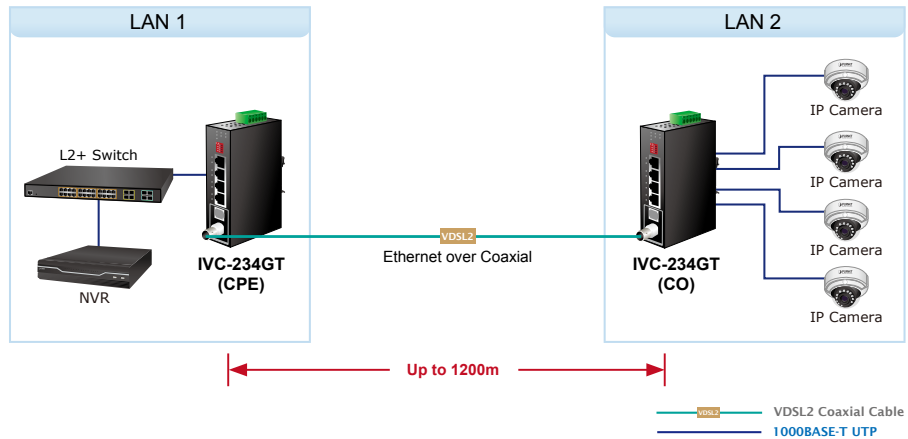 LAN 1
LAN 2
L2+ Switch
NVR
IVC-234GT
(CPE)
VDSL2
Ethernet over Coaxial
IVC-234GT
(CO)
IP Camera
IP Camera
IP Camera
IP Camera
Up to 1200m
VDSL2
VDSL2 Coaxial Cable
1000BASE-T UTP